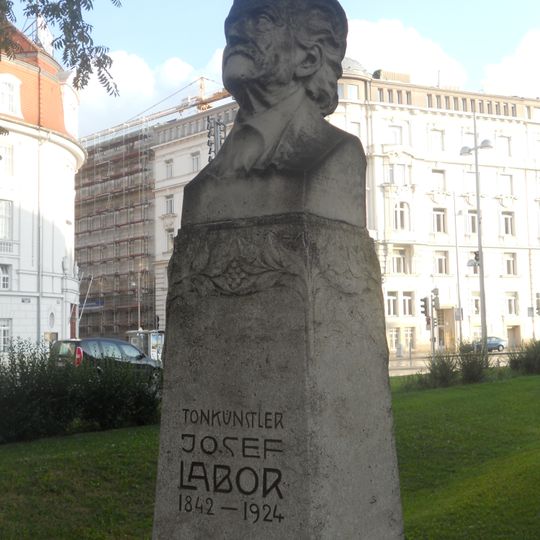 TONKÜNSTLER
JOSEF
LABOR
1842 – 1924